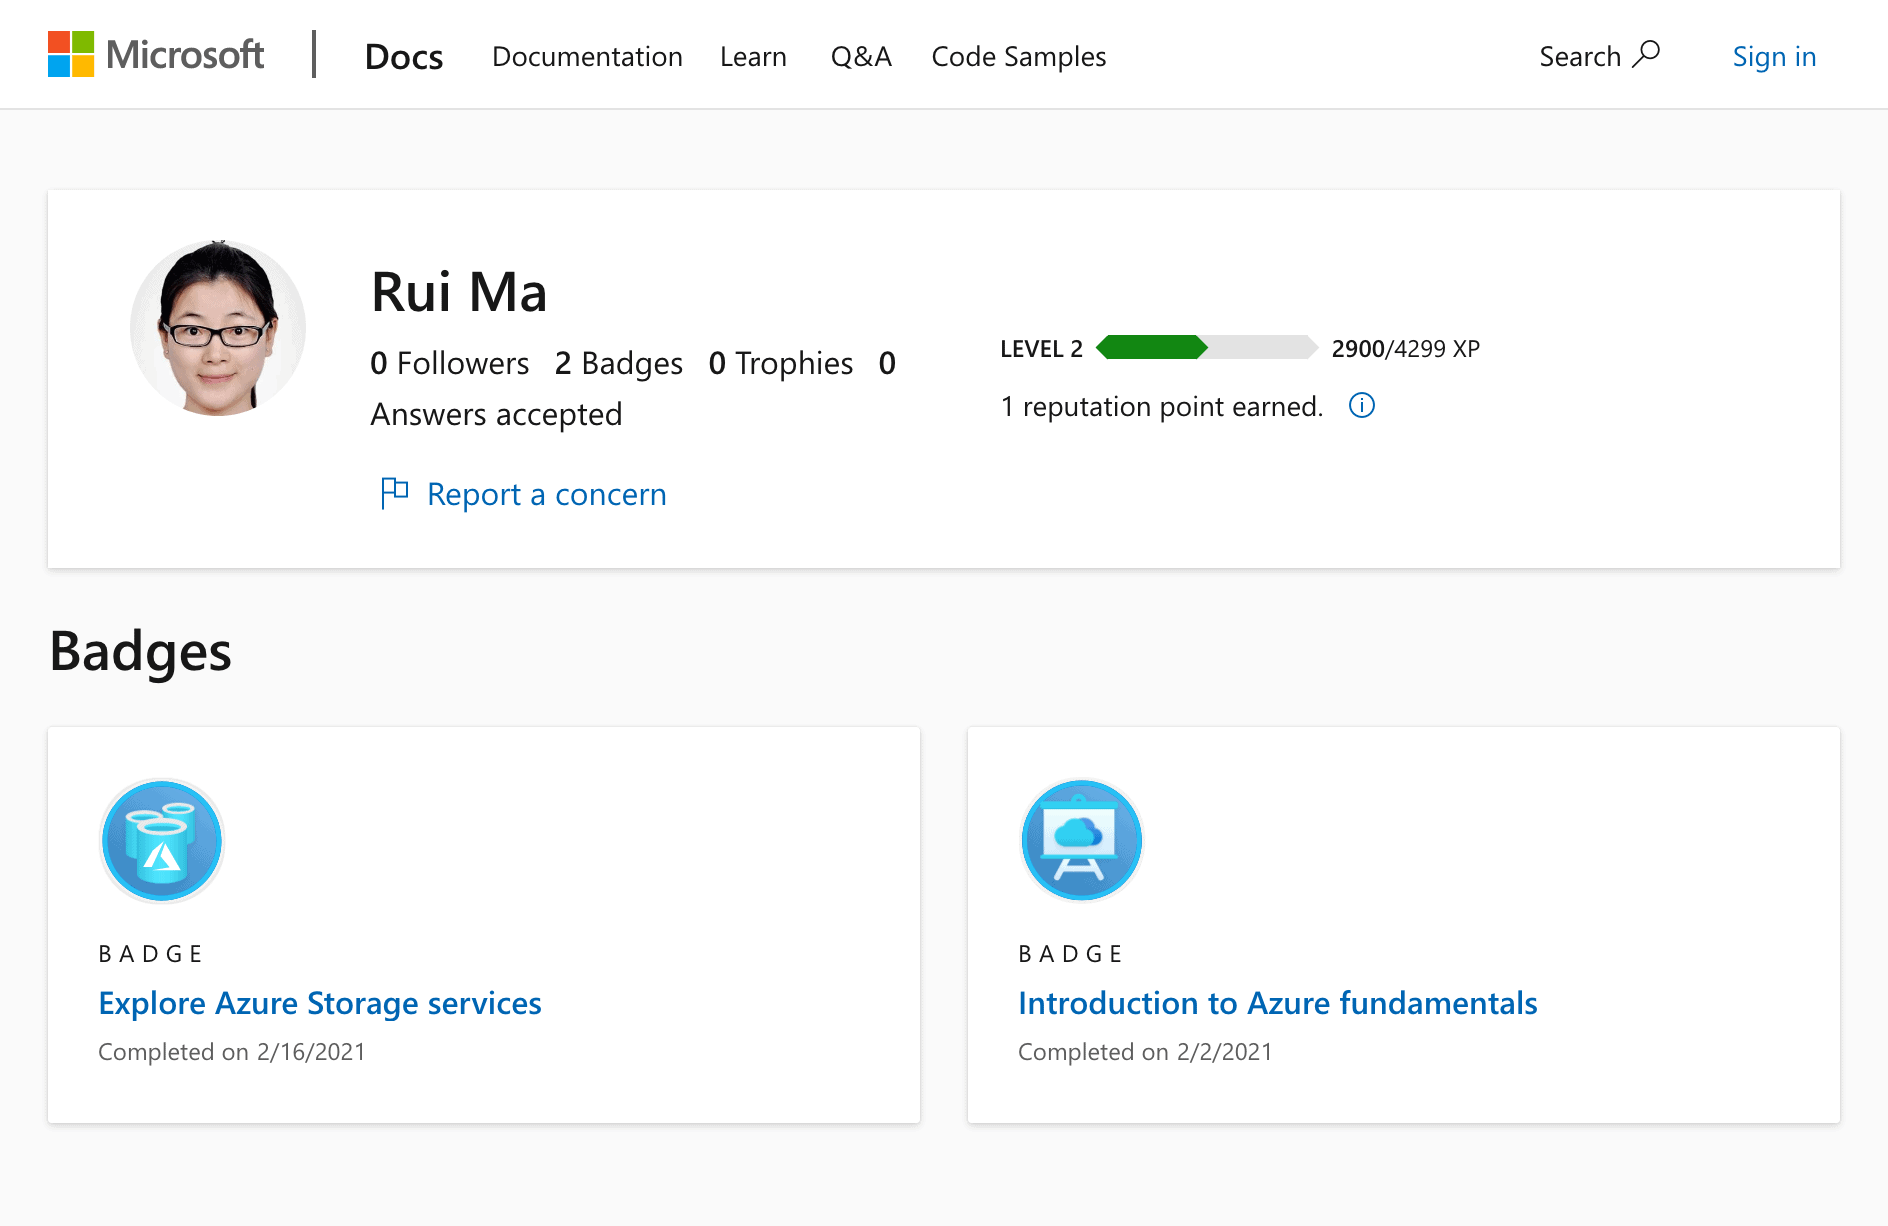 Microsoft | Docs Documentation Learn Q&A Code Samples Search Sign in
Rui Ma
0 Followers 2 Badges 0 Trophies 0
Answers accepted
Report a concern
LEVEL 2 2900/4299 XP
1 reputation point earned.
Badges
BADGE
Explore Azure Storage services
Completed on 2/16/2021
BADGE
Introduction to Azure fundamentals
Completed on 2/2/2021